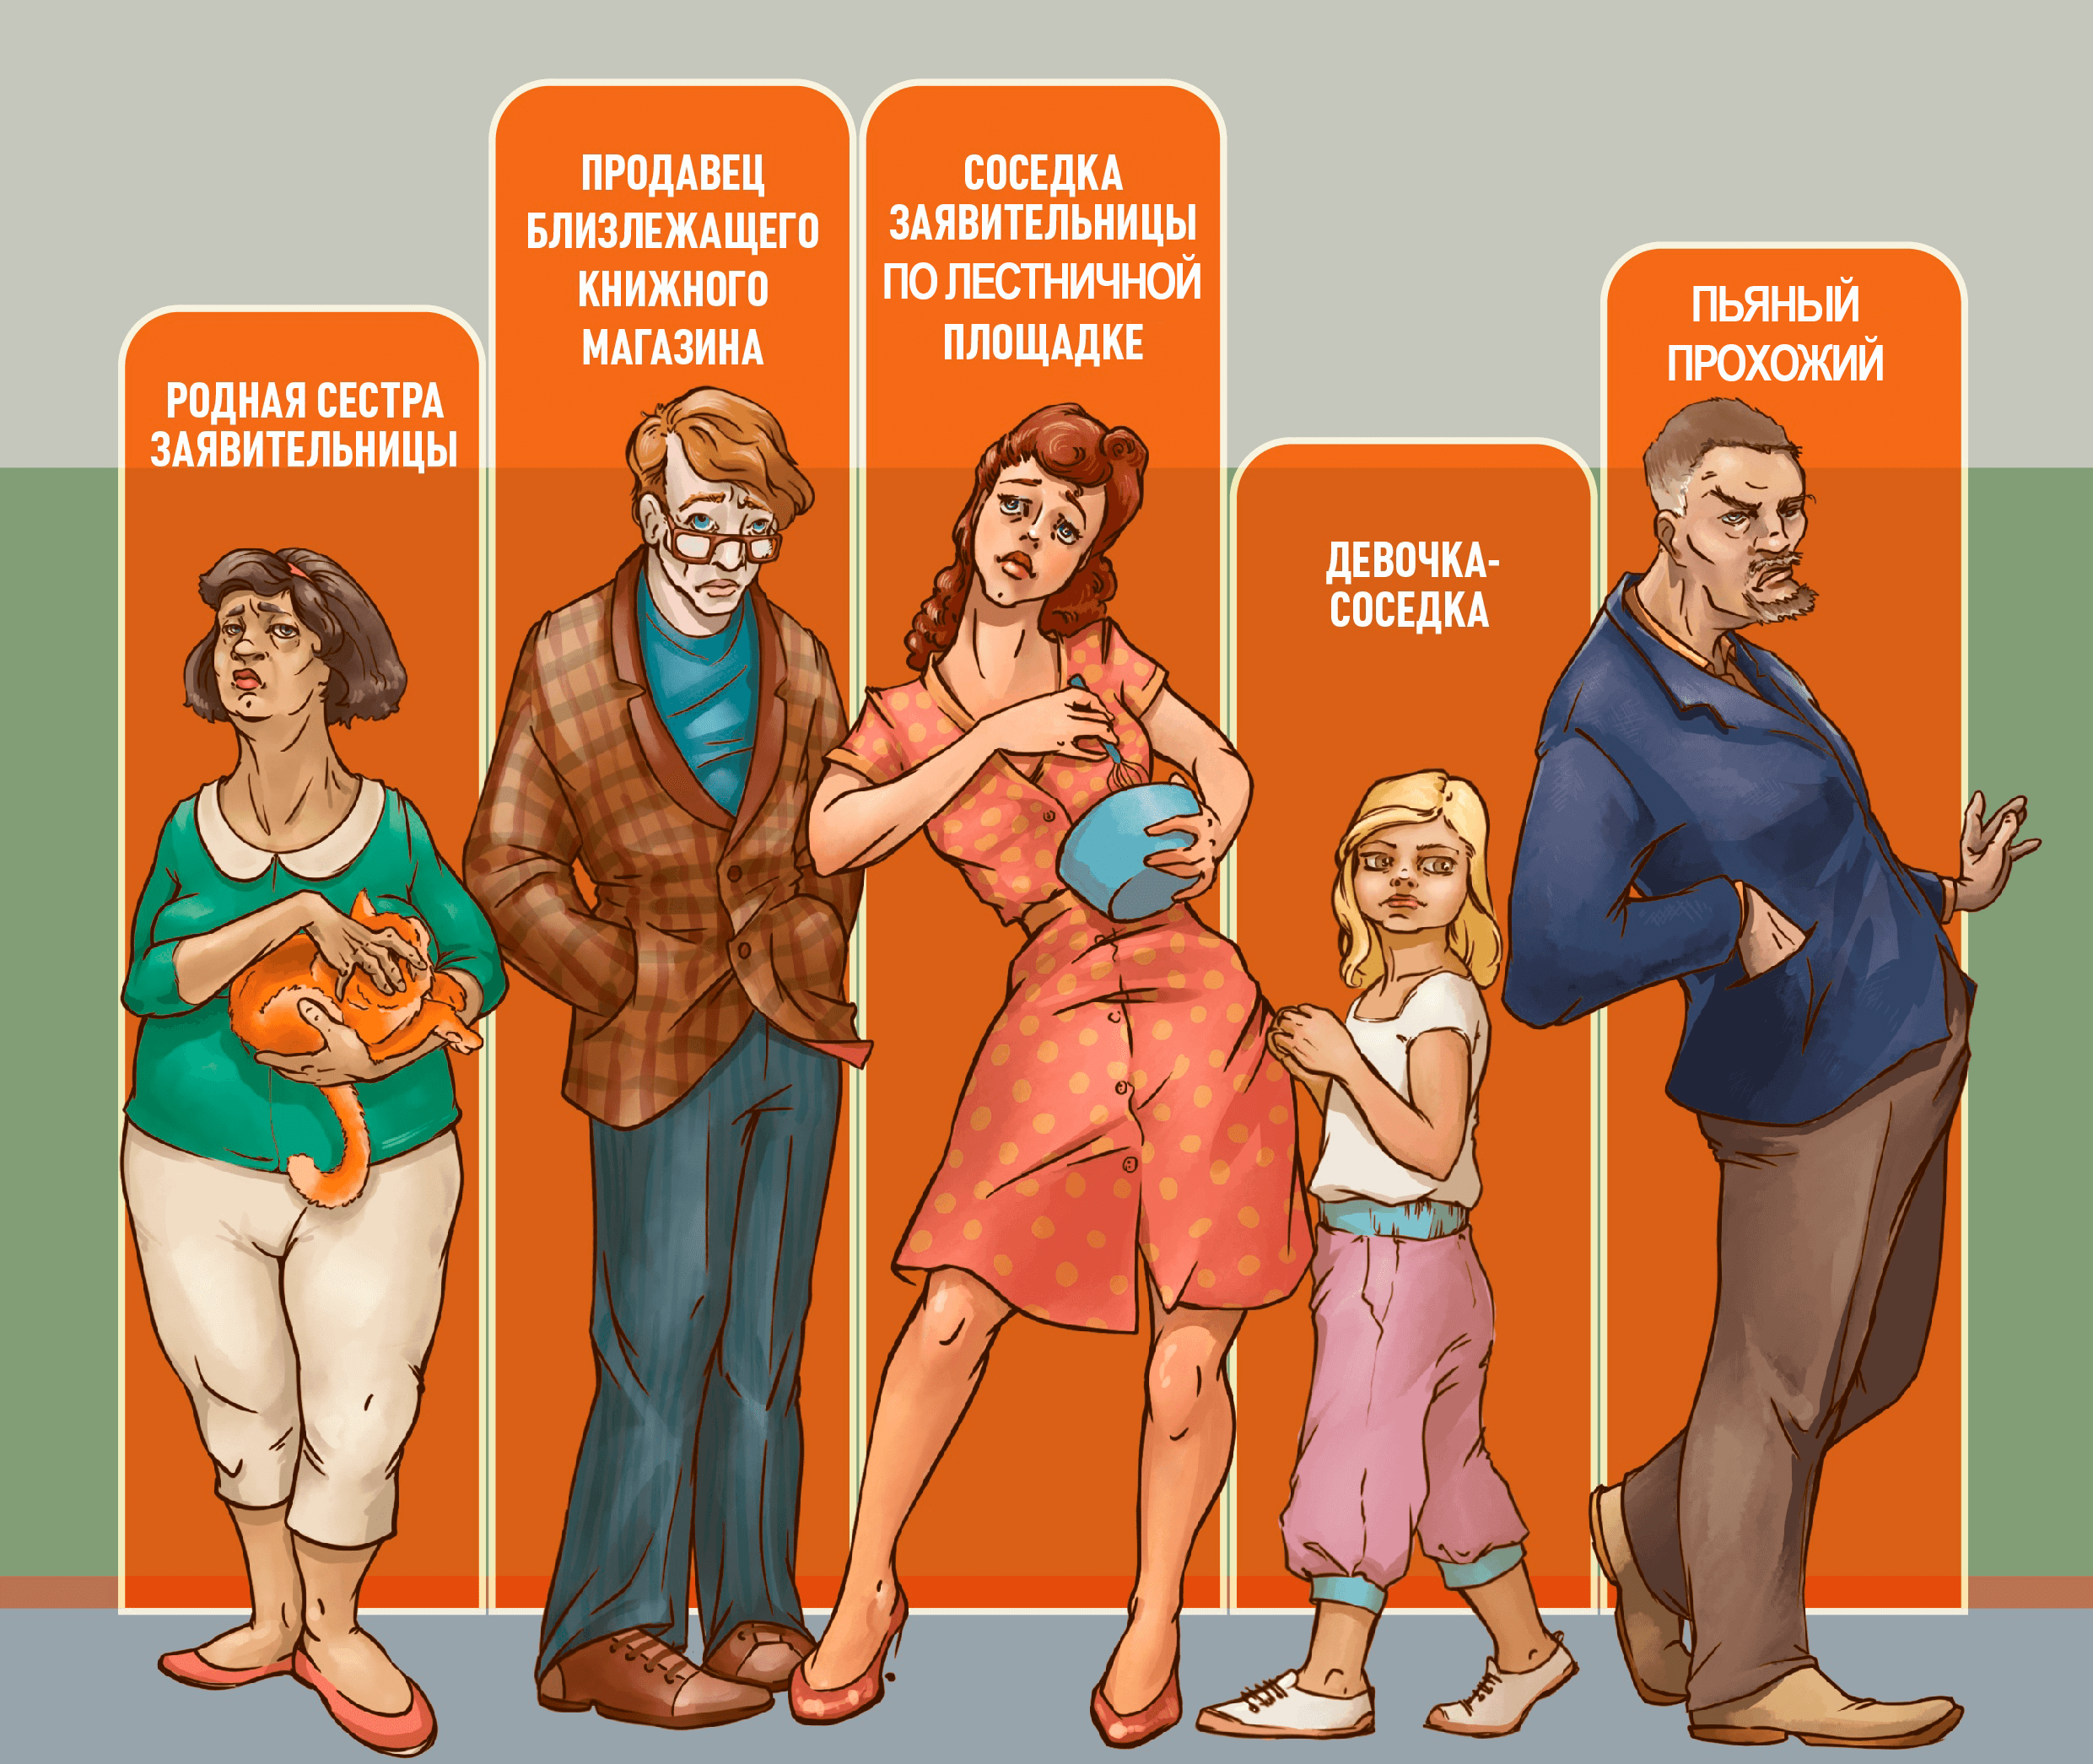 РОДНАЯ СЕСТРА
ЗАЯВИТЕЛЬНИЦЫ
ПРОДАВЕЦ
БЛИЗЛЕЖАЩЕГО
КНИЖНОГО
МАГАЗИНА
СОСЕДКА
ЗАЯВИТЕЛЬНИЦЫ
ПО ЛЕСТНИЧНОЙ
ПЛОЩАДКЕ
ДЕВОЧКА-
СОСЕДКА
ПЬЯНЫЙ
ПРОХОЖИЙ